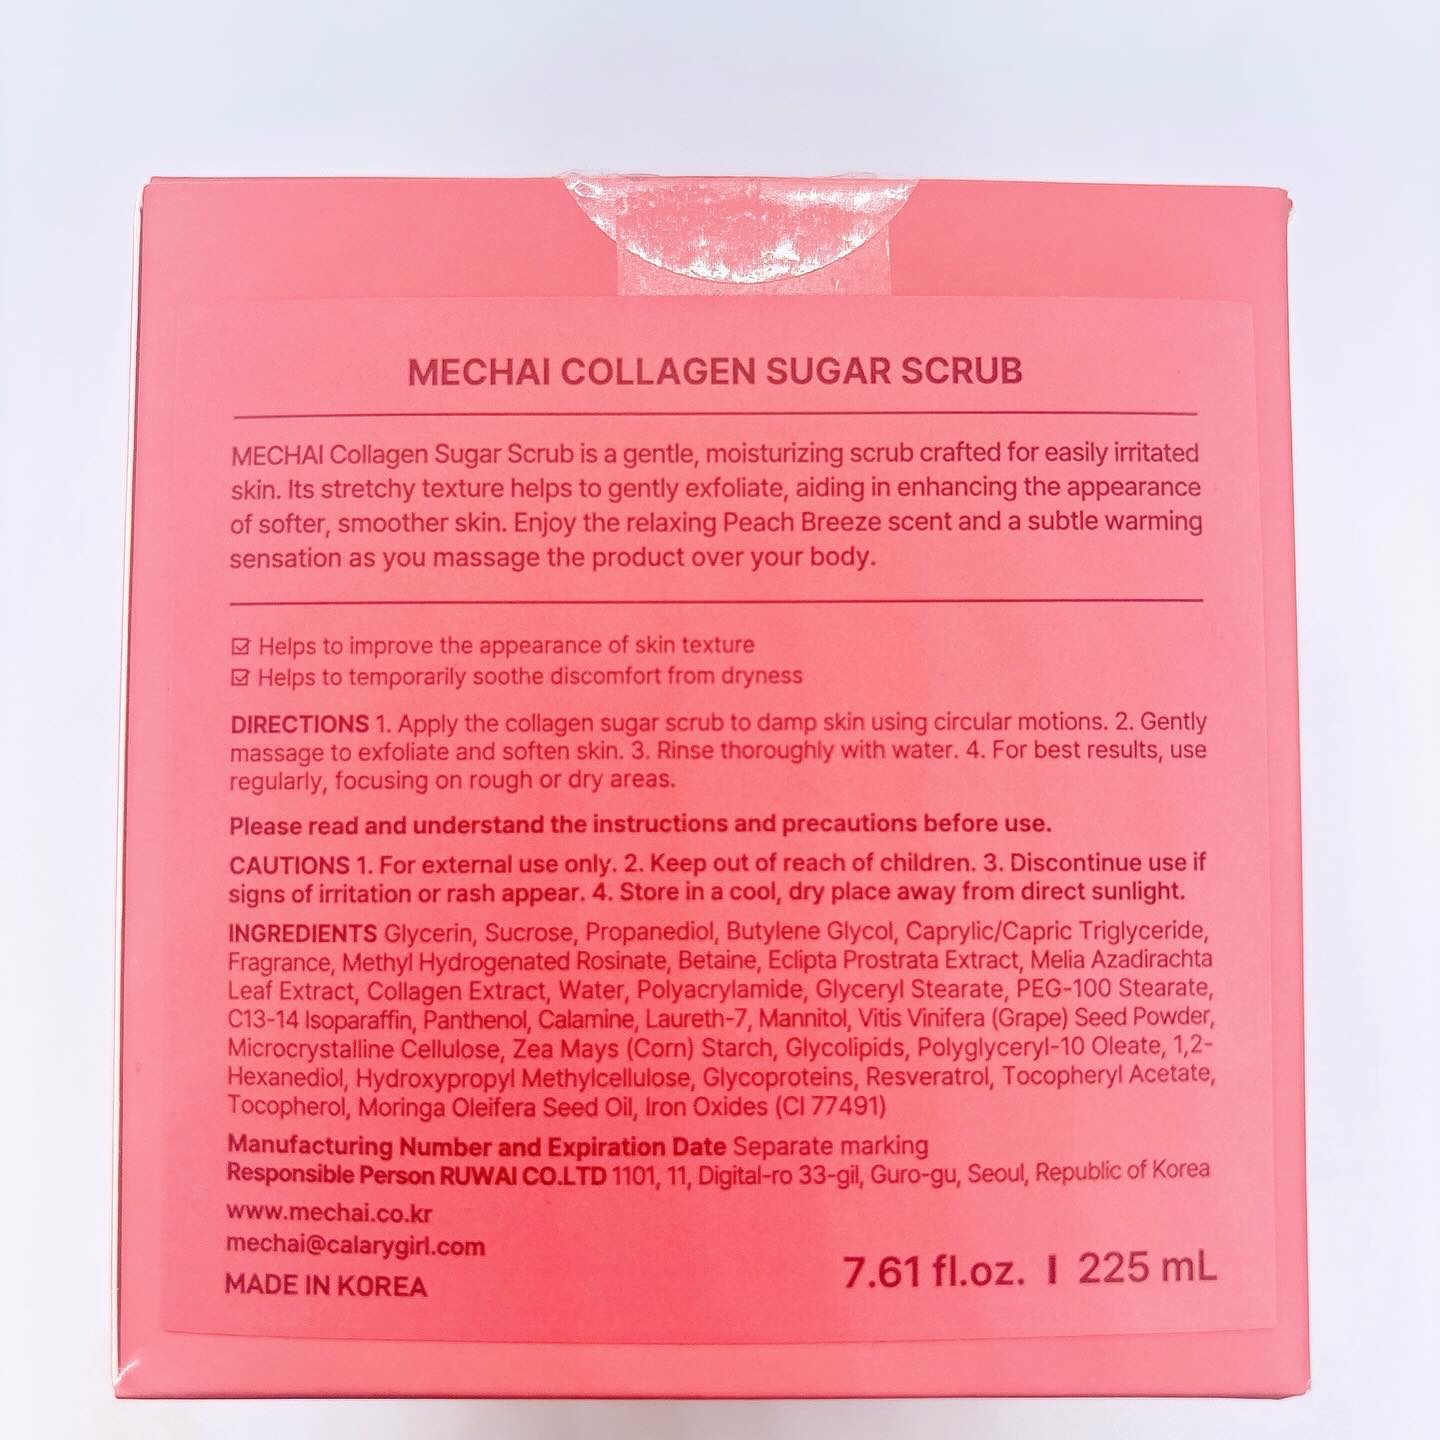 MECHAI COLLAGEN SUGAR SCRUB
MECHAI Collagen Sugar Scrub is a gentle, moisturizing scrub crafted for easily irritated
skin. Its stretchy texture helps to gently exfoliate, aiding in enhancing the appearance
of softer, smoother skin. Enjoy the relaxing Peach Breeze scent and a subtle warming
sensation as you massage the product over your body.
☑ Helps to improve the appearance of skin texture
☑ Helps to temporarily soothe discomfort from dryness
DIRECTIONS 1. Apply the collagen sugar scrub to damp skin using circular motions. 2. Gently
massage to exfoliate and soften skin. 3. Rinse thoroughly with water. 4. For best results, use
regularly, focusing on rough or dry areas.
Please read and understand the instructions and precautions before use.
CAUTIONS 1. For external use only. 2. Keep out of reach of children. 3. Discontinue use if
signs of irritation or rash appear. 4. Store in a cool, dry place away from direct sunlight.
INGREDIENTS Glycerin, Sucrose, Propanediol, Butylene Glycol, Caprylic/Capric Triglyceride,
Fragrance, Methyl Hydrogenated Rosinate, Betaine, Eclipta Prostrata Extract, Melia Azadirachta
Leaf Extract, Collagen Extract, Water, Polyacrylamide, Glyceryl Stearate, PEG-100 Stearate,
C13-14 Isoparaffin, Panthenol, Calamine, Laureth-7, Mannitol, Vitis Vinifera (Grape) Seed Powder,
Microcrystalline Cellulose, Zea Mays (Corn) Starch, Glycolipids, Polyglyceryl-10 Oleate, 1,2-
Hexanediol, Hydroxypropyl Methylcellulose, Glycoproteins, Resveratrol, Tocopheryl Acetate,
Tocopherol, Moringa Oleifera Seed Oil, Iron Oxides (CI 77491)
Manufacturing Number and Expiration Date Separate marking
Responsible Person RUWAI CO.LTD 1101, 11, Digital-ro 33-gil, Guro-gu, Seoul, Republic of Korea
www.mechai.co.kr
mechai@calarygirl.com
MADE IN KOREA
7.61 fl.oz. I 225 mL